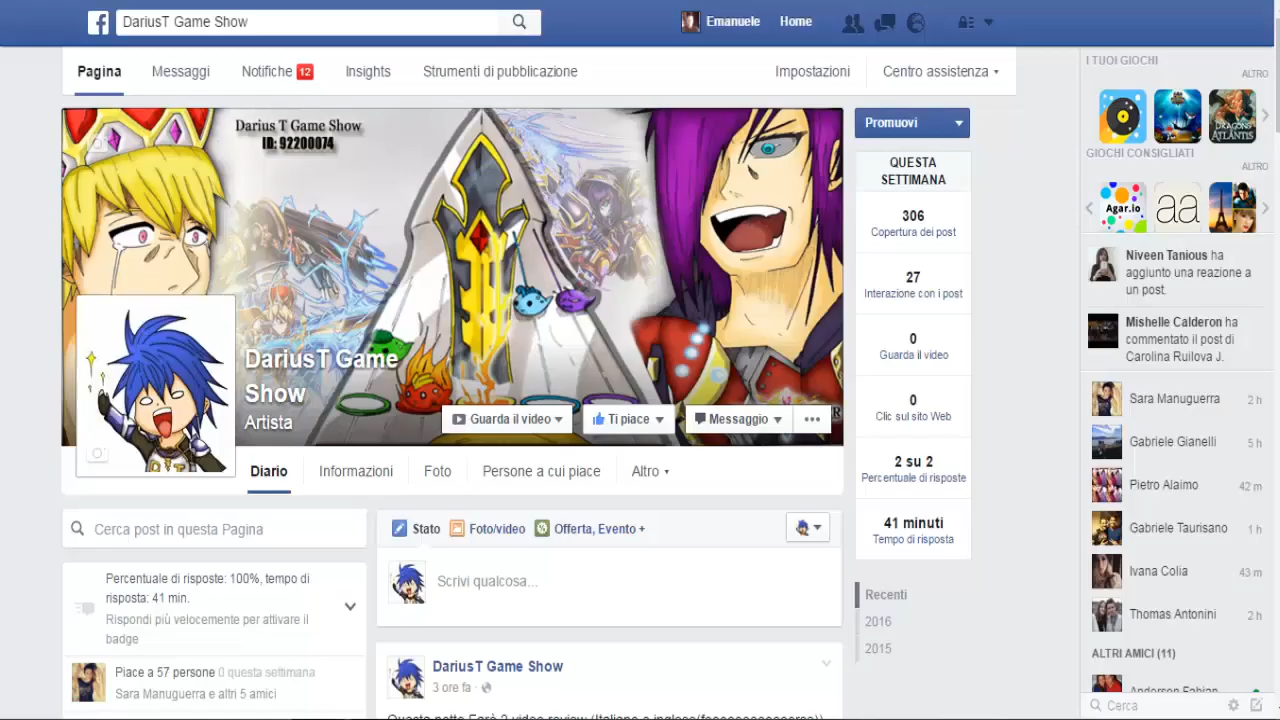 DariusT Game Show
Emanuele Home
Pagina Messaggi Notifiche 12 Insights Strumenti di pubblicazione Impostazioni Centro assistenza
Darius T Game Show
ID: 92200074
DariusT Game
Show
Artista
Guarda il video Ti piace Messaggio
Diario Informazioni Foto Persone a cui piace Altro
Promuovi
QUESTA
SETTIMANA
306
Copertura dei post
27
Interazione con i post
0
Guarda il video
0
Clic sul sito Web
2 su 2
Percentuale di risposte
41 minuti
Tempo di risposta
Recenti
2016
2015
Cerca post in questa Pagina
Percentuale di risposte: 100%, tempo di
risposta: 41 min.
Rispondi più velocemente per attivare il
badge
Piace a 57 persone 0 questa settimana
Sara Manuguerra e altri 5 amici
Stato Foto/video Offerta, Evento +
Scrivi qualcosa...
DariusT Game Show
3 ore fa
I TUOI GIOCHI
ALTRO
DRAGONS
ATLANTIS
GIOCHI CONSIGLIATI
ALTRO
Agar.io
aa
Niveen Tanious ha
aggiunto una reazione a
un post.
Mishelle Calderon ha
commentato il post di
Carolina Ruilova J.
Sara Manuguerra 2 h
Gabriele Gianelli 5 h
Pietro Alaimo 42 m
Gabriele Taurisano 1 h
Ivana Colia 43 m
Thomas Antonini 2 h
ALTRI AMICI (11)
Anderson Fabian
Cerca